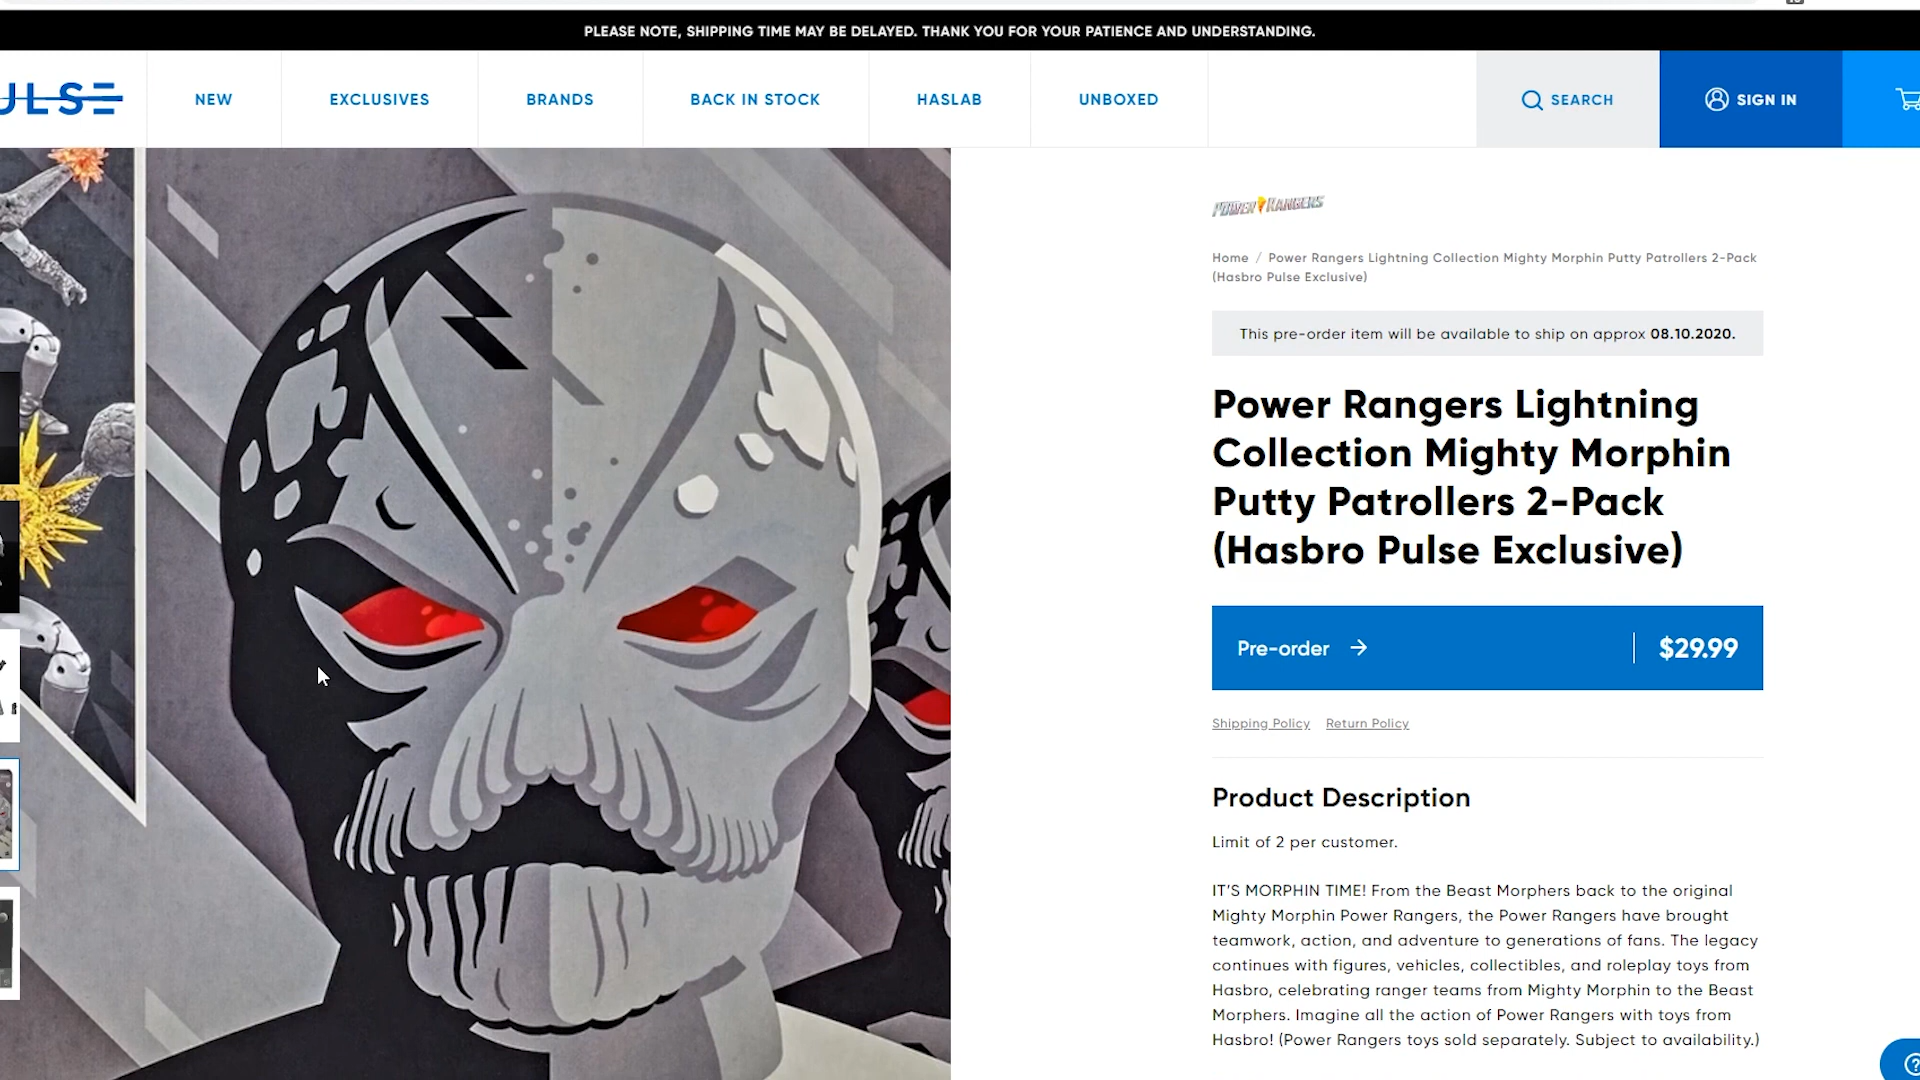 PLEASE NOTE, SHIPPING TIME MAY BE DELAYED. THANK YOU FOR YOUR PATIENCE AND UNDERSTANDING.
ULSE
NEW
EXCLUSIVES
BRANDS
BACK IN STOCK
HASLAB
UNBOXED
SEARCH
SIGN IN
POWER RANGERS
Home / Power Rangers Lightning Collection Mighty Morphin Putty Patrollers 2-Pack
(Hasbro Pulse Exclusive)
This pre-order item will be available to ship on approx 08.10.2020.
Power Rangers Lightning
Collection Mighty Morphin
Putty Patrollers 2-Pack
(Hasbro Pulse Exclusive)
Pre-order → $29.99
Shipping Policy Return Policy
Product Description
Limit of 2 per customer.
IT'S MORPHIN TIME! From the Beast Morphers back to the original
Mighty Morphin Power Rangers, the Power Rangers have brought
teamwork, action, and adventure to generations of fans. The legacy
continues with figures, vehicles, collectibles, and roleplay toys from
Hasbro, celebrating ranger teams from Mighty Morphin to the Beast
Morphers. Imagine all the action of Power Rangers with toys from
Hasbro! (Power Rangers toys sold separately. Subject to availability.)